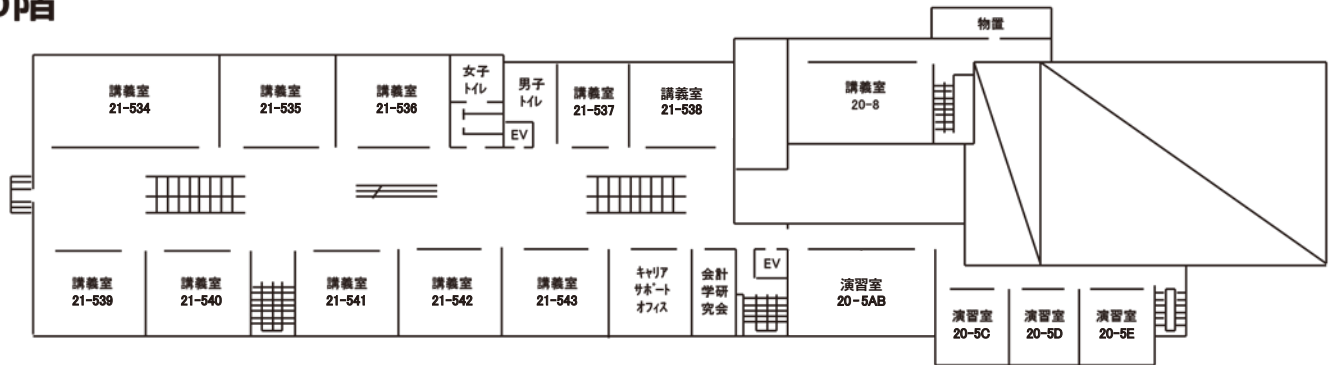 階
物置
講義室
21-534
講義室
21-535
講義室
21-536
女子
トイレ
男子
トイレ
EV
講義室
21-537
講義室
21-538
講義室
20-8
講義室
21-539
講義室
21-540
講義室
21-541
講義室
21-542
講義室
21-543
キャリア
サポート
オフィス
会計
学研
究会
EV
演習室
20-5AB
演習室
20-5C
演習室
20-5D
演習室
20-5E